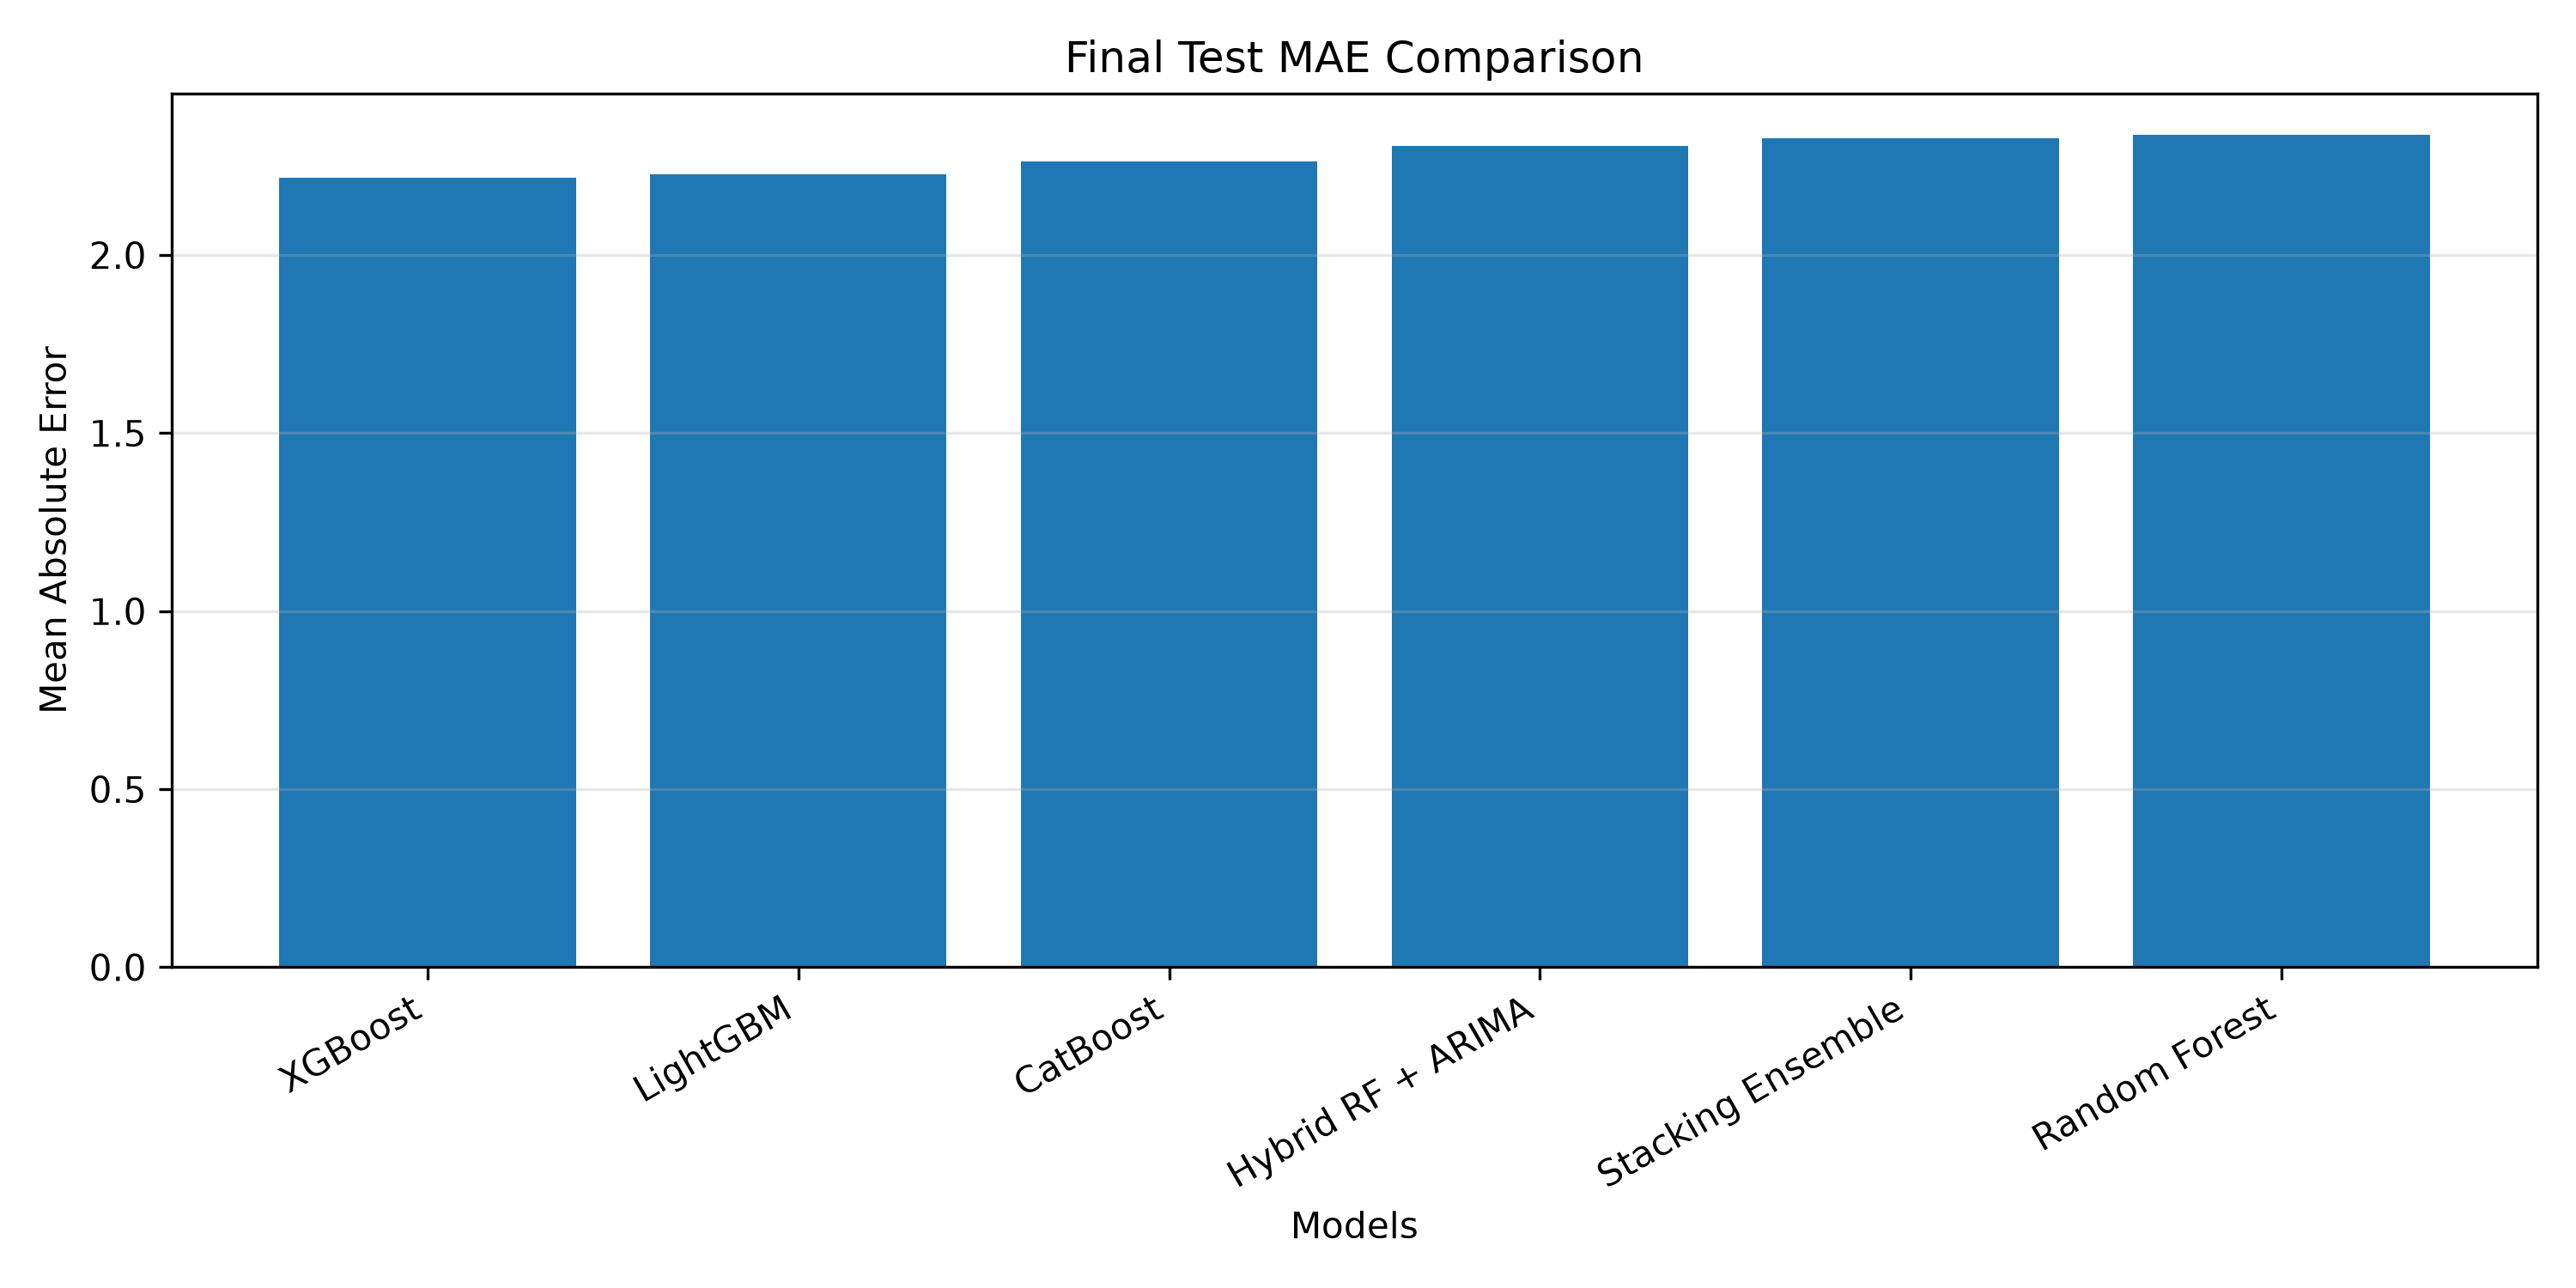 Final Test MAE Comparison
Mean Absolute Error
2.0
1.5
1.0
0.5
0.0
XGBoost
LightGBM
CatBoost
Hybrid RF + ARIMA
Stacking Ensemble
Random Forest
Models